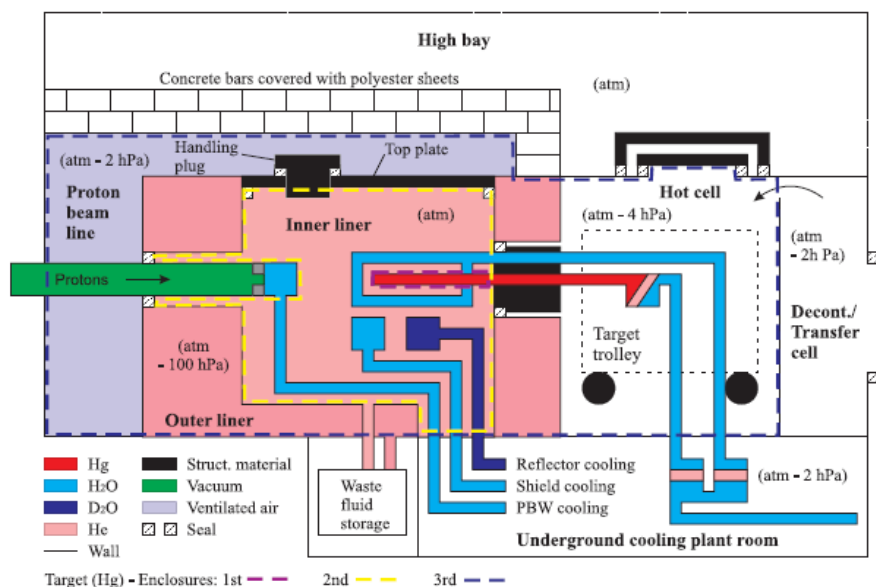 High bay
Concrete bars covered with polyester sheets
(atm)
(atm - 2 hPa)
Handling
plug
Top plate
Proton
beam
line
Inner liner
(atm)
Hot cell
(atm - 4 hPa)
(atm -
2h Pa)
Protons
Target
trolley
Decont./
Transfer
cell
(atm
- 100 hPa)
Outer liner
Hg
H2O
D2O
He
Wall
Struct. material
Vacuum
Ventilated air
Seal
Waste
fluid
storage
Reflector cooling
Shield cooling
PBW cooling
(atm - 2 hPa)
Underground cooling plant room
Target (Hg) - Enclosures: 1st 2nd 3rd